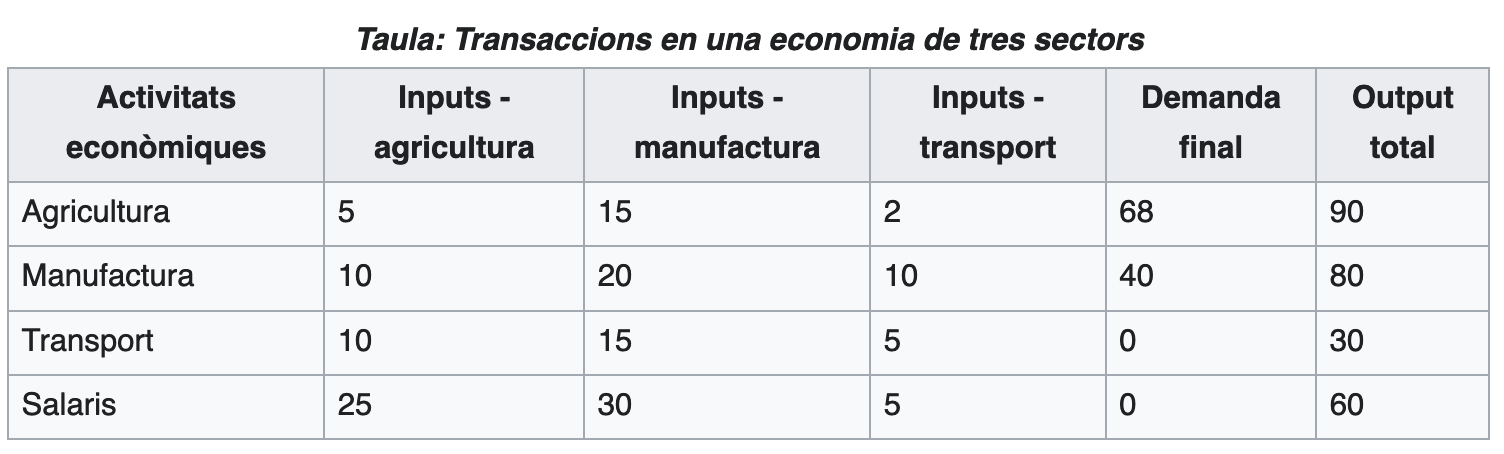 Taula: Transaccions en una economia de tres sectors
Activitats econòmiques Inputs - agricultura Inputs - manufactura Inputs - transport Demanda final Output total
Agricultura 5 15 2 68 90
Manufactura 10 20 10 40 80
Transport 10 15 5 0 30
Salaris 25 30 5 0 60